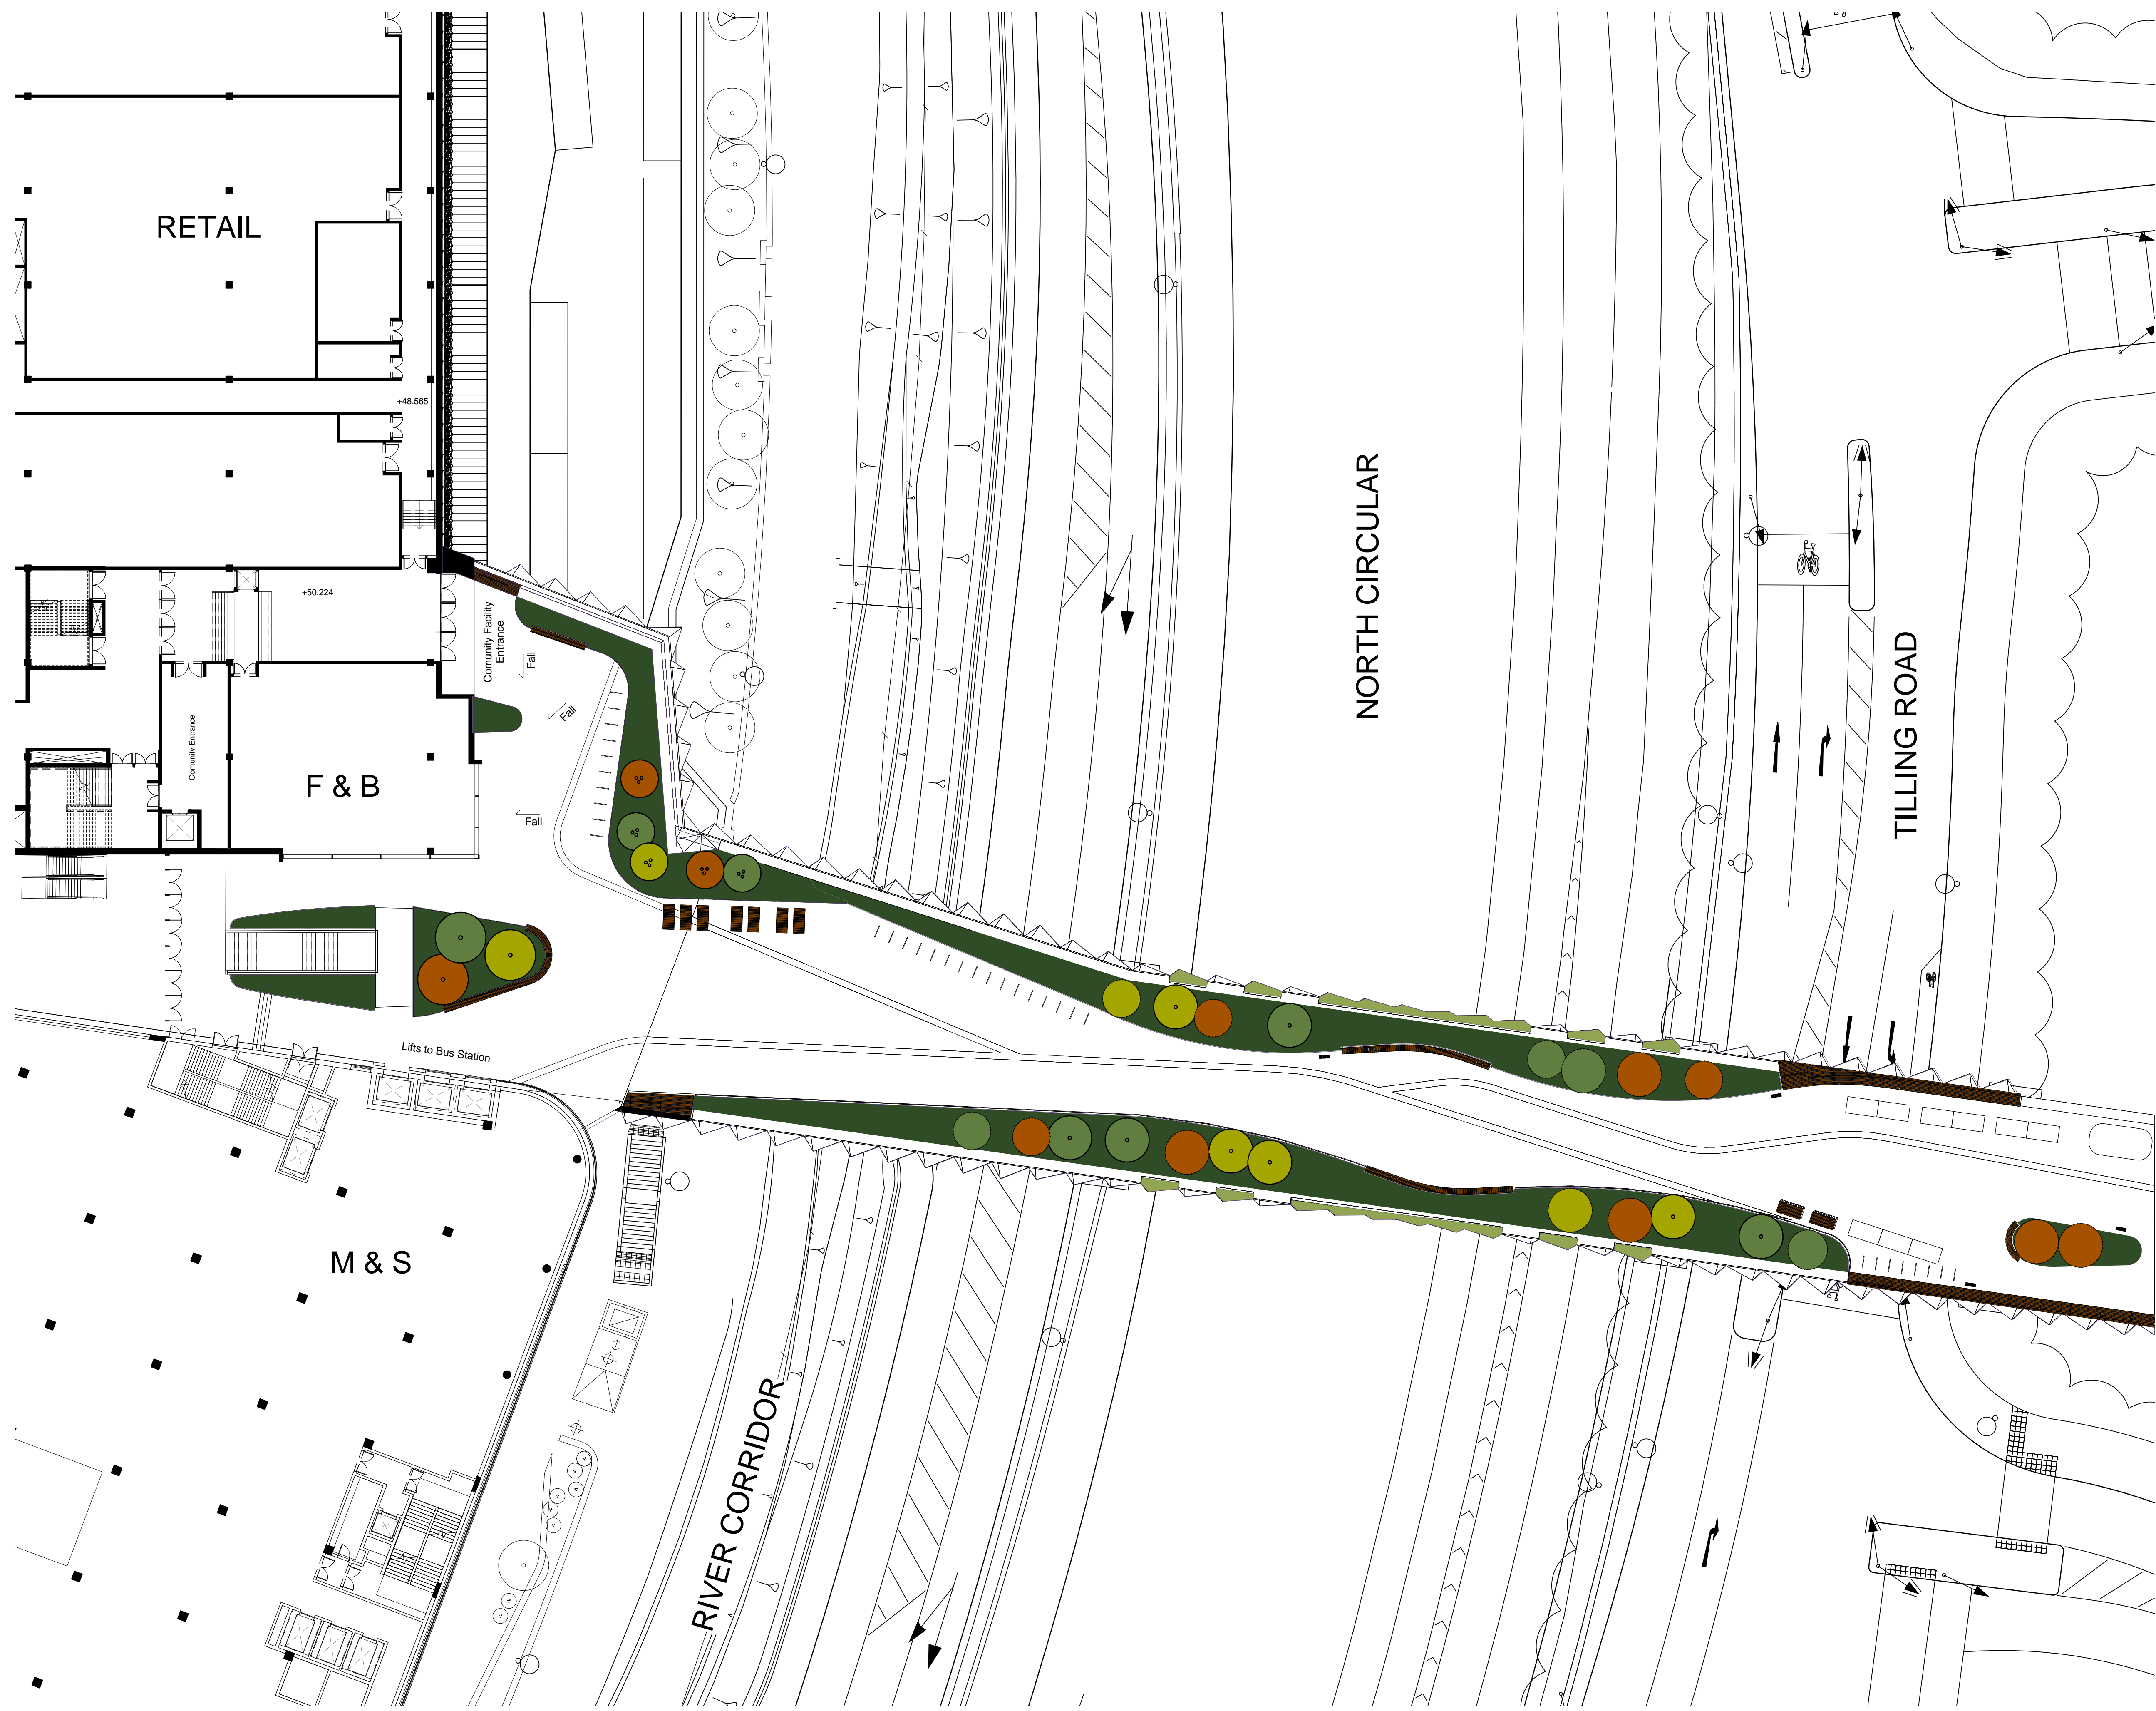 RETAIL
+48.565
+50.224
Comunity Facility
Entrance
Fall
Fall
Fall
Comunity Entrance
F & B
NORTH CIRCULAR
TILLING ROAD
Lifts to Bus Station
M & S
RIVER CORRIDOR